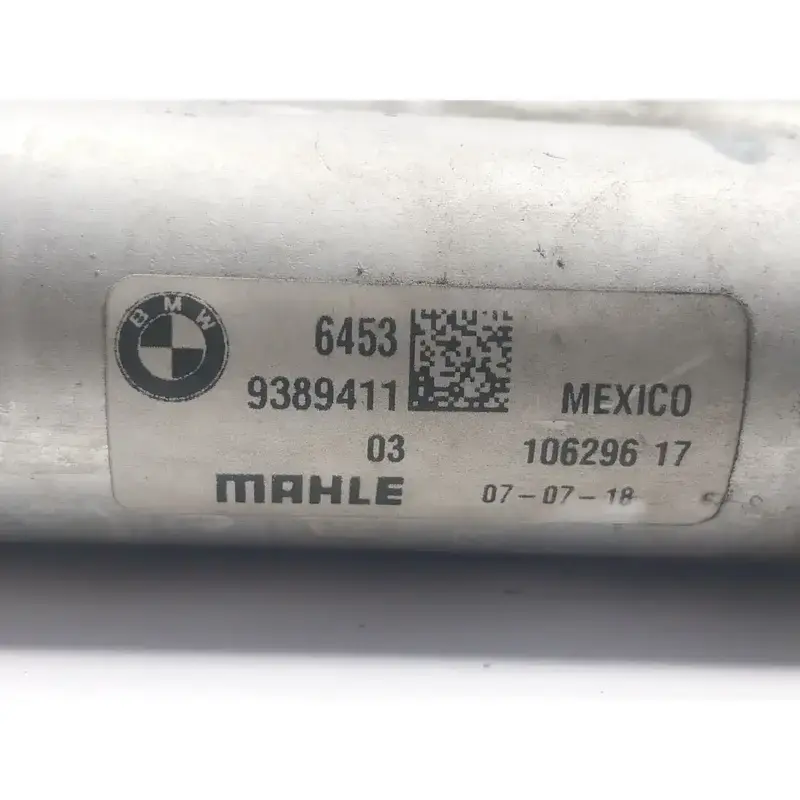 BMW
6453
9389411
MEXICO
03
106296 17
MAHLE
07-07-18